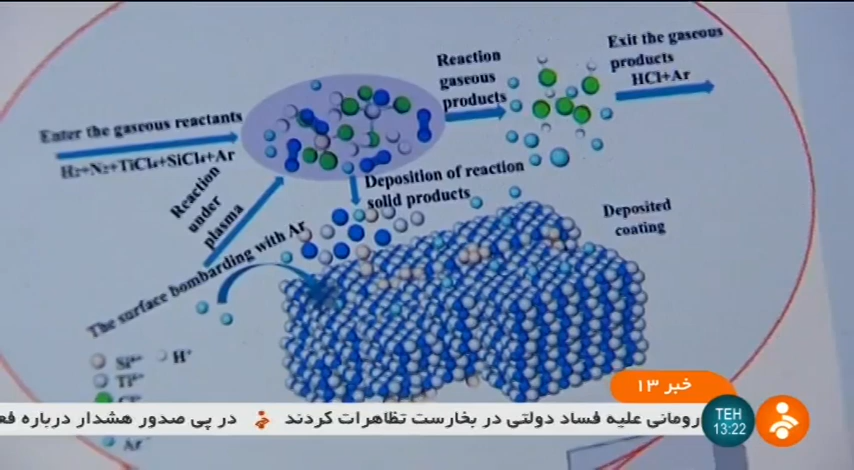 Enter the gaseous reactants
H₂+N₂+TiCl₄+SiCl₄+Ar
Reaction
gaseous
products
Exit the gaseous
products
HCl+Ar
Reaction
under
plasma
Deposition of reaction
solid products
Deposited
coating
The surface bombarding with Ar
Si⁴⁺
H⁺
Ti⁴⁺
Ar
خبر ۱۳
رومانی علیه فساد دولتی در بخارست تظاهرات کردند
در پی صدور هشدار درباره
TEH
13:22